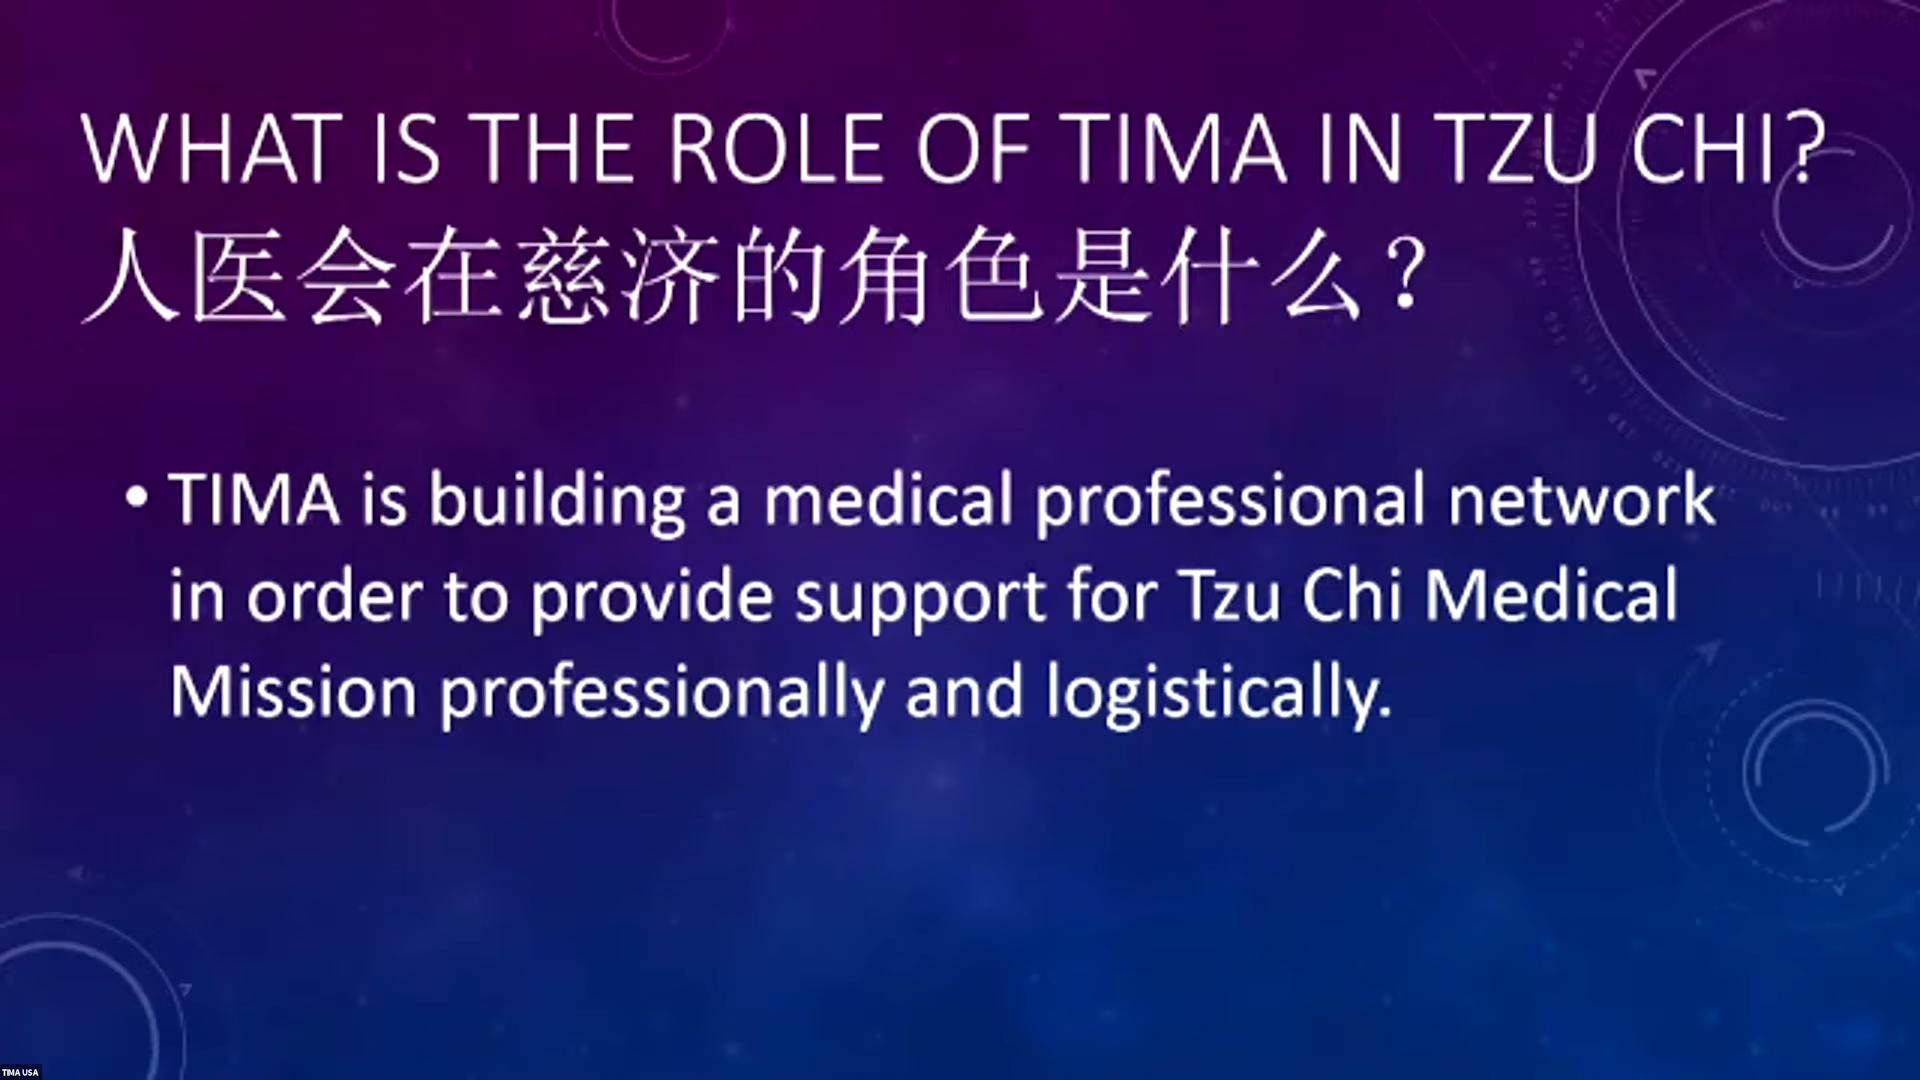 WHAT IS THE ROLE OF TIMA IN TZU CHI?
人医会在慈济的角色是什么？
• TIMA is building a medical professional network
in order to provide support for Tzu Chi Medical
Mission professionally and logistically.
TIMA USA